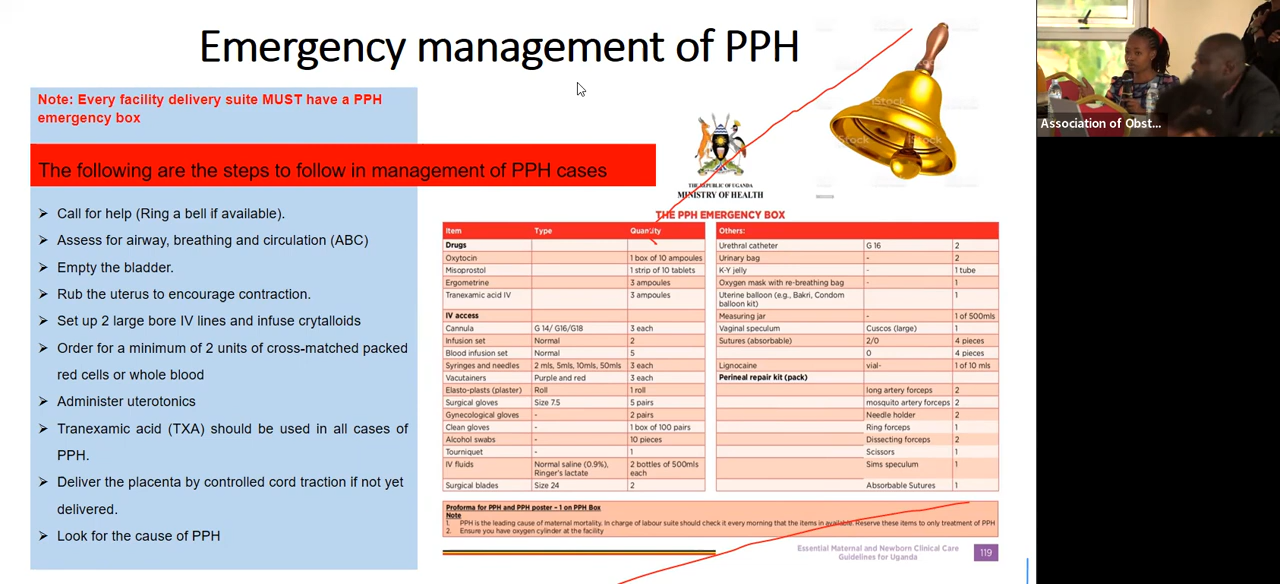 Emergency management of PPH
Note: Every facility delivery suite MUST have a PPH
emergency box
The following are the steps to follow in management of PPH cases
Call for help (Ring a bell if available).
Assess for airway, breathing and circulation (ABC)
Empty the bladder.
Rub the uterus to encourage contraction.
Set up 2 large bore IV lines and infuse crytalloids
Order for a minimum of 2 units of cross-matched packed
red cells or whole blood
Administer uterotonics
Tranexamic acid (TXA) should be used in all cases of
PPH.
Deliver the placenta by controlled cord traction if not yet
delivered.
Look for the cause of PPH
iStock
iStock
iStock
THE REPUBLIC OF UGANDA
MINISTRY OF HEALTH
THE PPH EMERGENCY BOX
Item Type Quantity
Drugs
Oxytocin 1 box of 10 ampoules
Misoprostol 1 strip of 10 tablets
Ergometrine 3 ampoules
Tranexamic acid IV 3 ampoules
IV access
Cannula G 14/ G16/G18 3 each
Infusion set Normal 2
Blood infusion set Normal 5
Syringes and needles 2 mls, 5mls, 10mls, 50mls 3 each
Vacutainers Purple and red 3 each
Elasto-plasts (plaster) Roll 1 roll
Surgical gloves Size 7.5 5 pairs
Gynecological gloves - 2 pairs
Clean gloves - 1 box of 100 pairs
Alcohol swabs - 10 pieces
Tourniquet - 1
IV fluids Normal saline (0.9%), 2 bottles of 500mls
Ringer's lactate each
Surgical blades Size 24 2
Others:
Urethral catheter G 16 2
Urinary bag - 2
K-Y jelly - 1 tube
Oxygen mask with re-breathing bag - 1
Uterine balloon (e.g., Bakri, Condom 1
balloon kit)
Measuring jar - 1 of 500mls
Vaginal speculum Cuscos (large) 1
Sutures (absorbable) 2/0 4 pieces
0 4 pieces
Lignocaine vial- 1 of 10 mls
Perineal repair kit (pack)
long artery forceps 2
mosquito artery forceps 2
Needle holder 2
Ring forceps 1
Dissecting forceps 2
Scissors 1
Sims speculum 1
Absorbable Sutures 1
Proforma for PPH and PPH poster - 1 on PPH Box
Note
1. PPH is the leading cause of maternal mortality. In charge of labour suite should check it every morning that the items in available. Reserve these items to only treatment of PPH
2. Ensure you have oxygen cylinder at the facility
Essential Maternal and Newborn Clinical Care
Guidelines for Uganda
119
Association of Obst...